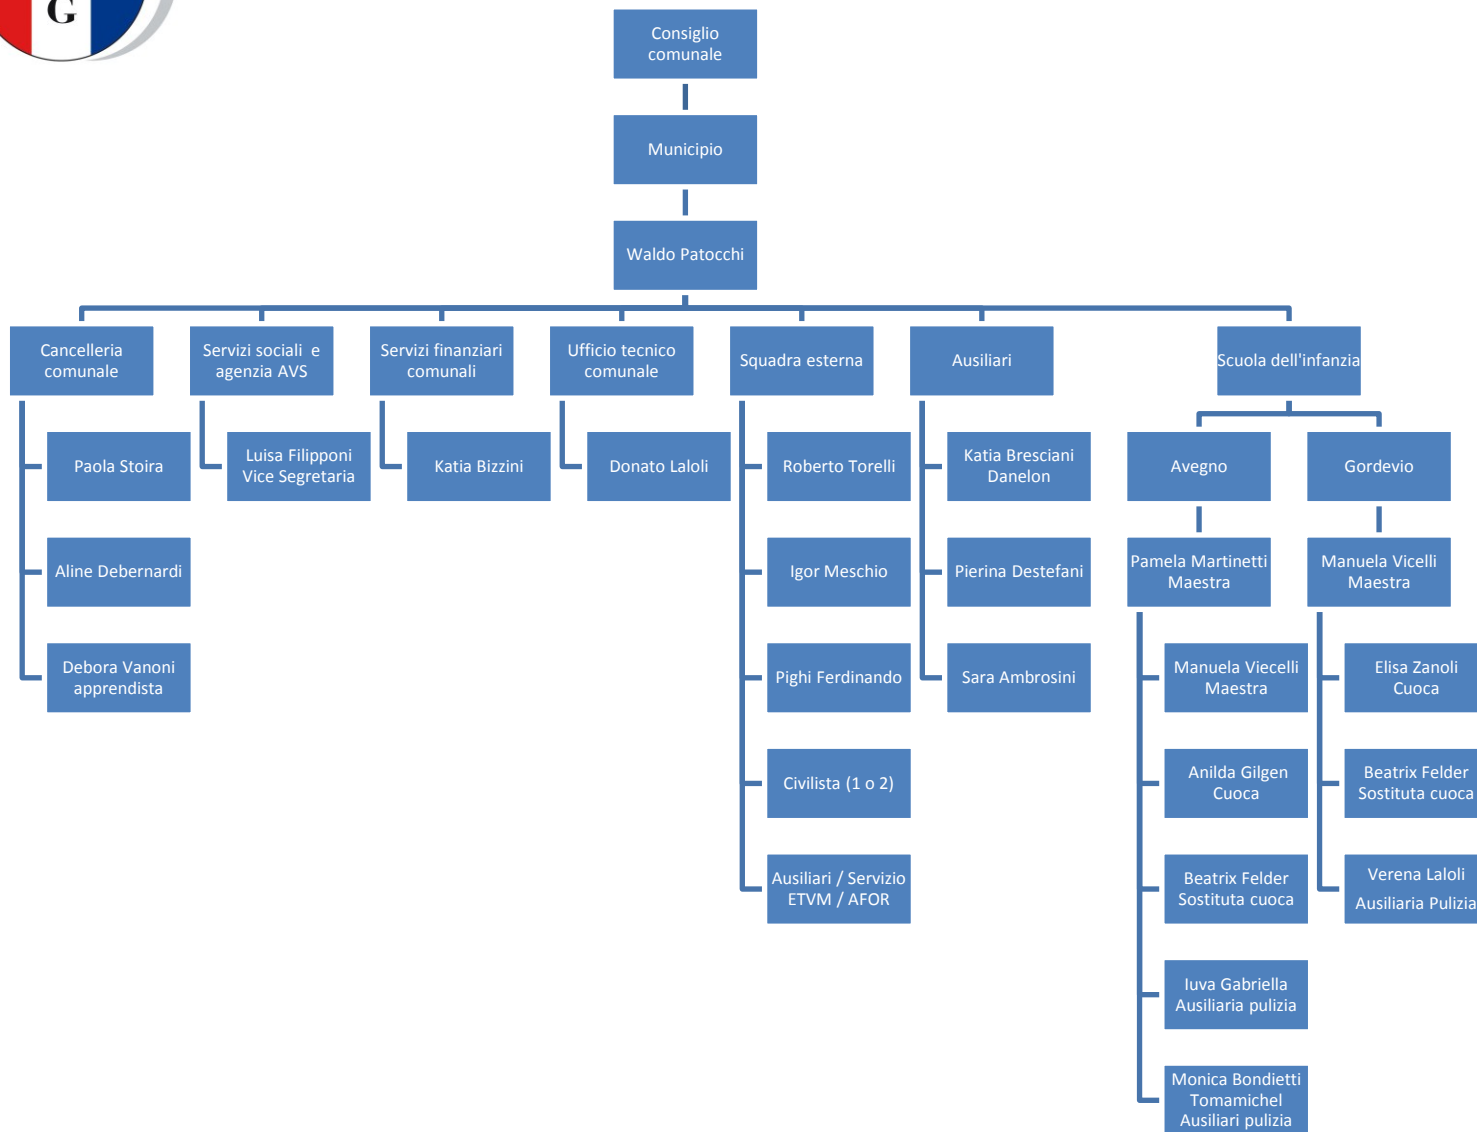 G
Consiglio
comunale
Municipio
Waldo Patocchi
Cancelleria
comunale
Servizi sociali e
agenzia AVS
Servizi finanziari
comunali
Ufficio tecnico
comunale
Squadra esterna
Ausiliari
Scuola dell'infanzia
Paola Stoira
Aline Debernardi
Debora Vanoni
apprendista
Luisa Filipponi
Vice Segretaria
Katia Bizzini
Donato Laloli
Roberto Torelli
Igor Meschio
Pighi Ferdinando
Civilista (1 o 2)
Ausiliari / Servizio
ETVM / AFOR
Katia Bresciani
Danelon
Pierina Destefani
Sara Ambrosini
Avegno
Pamela Martinetti
Maestra
Manuela Viecelli
Maestra
Anilda Gilgen
Cuoca
Beatrix Felder
Sostituta cuoca
Iuva Gabriella
Ausiliaria pulizia
Monica Bondietti
Tomamichel
Ausiliari pulizia
Gordevio
Manuela Vicelli
Maestra
Elisa Zanoli
Cuoca
Beatrix Felder
Sostituta cuoca
Verena Laloli
Ausiliaria Pulizia